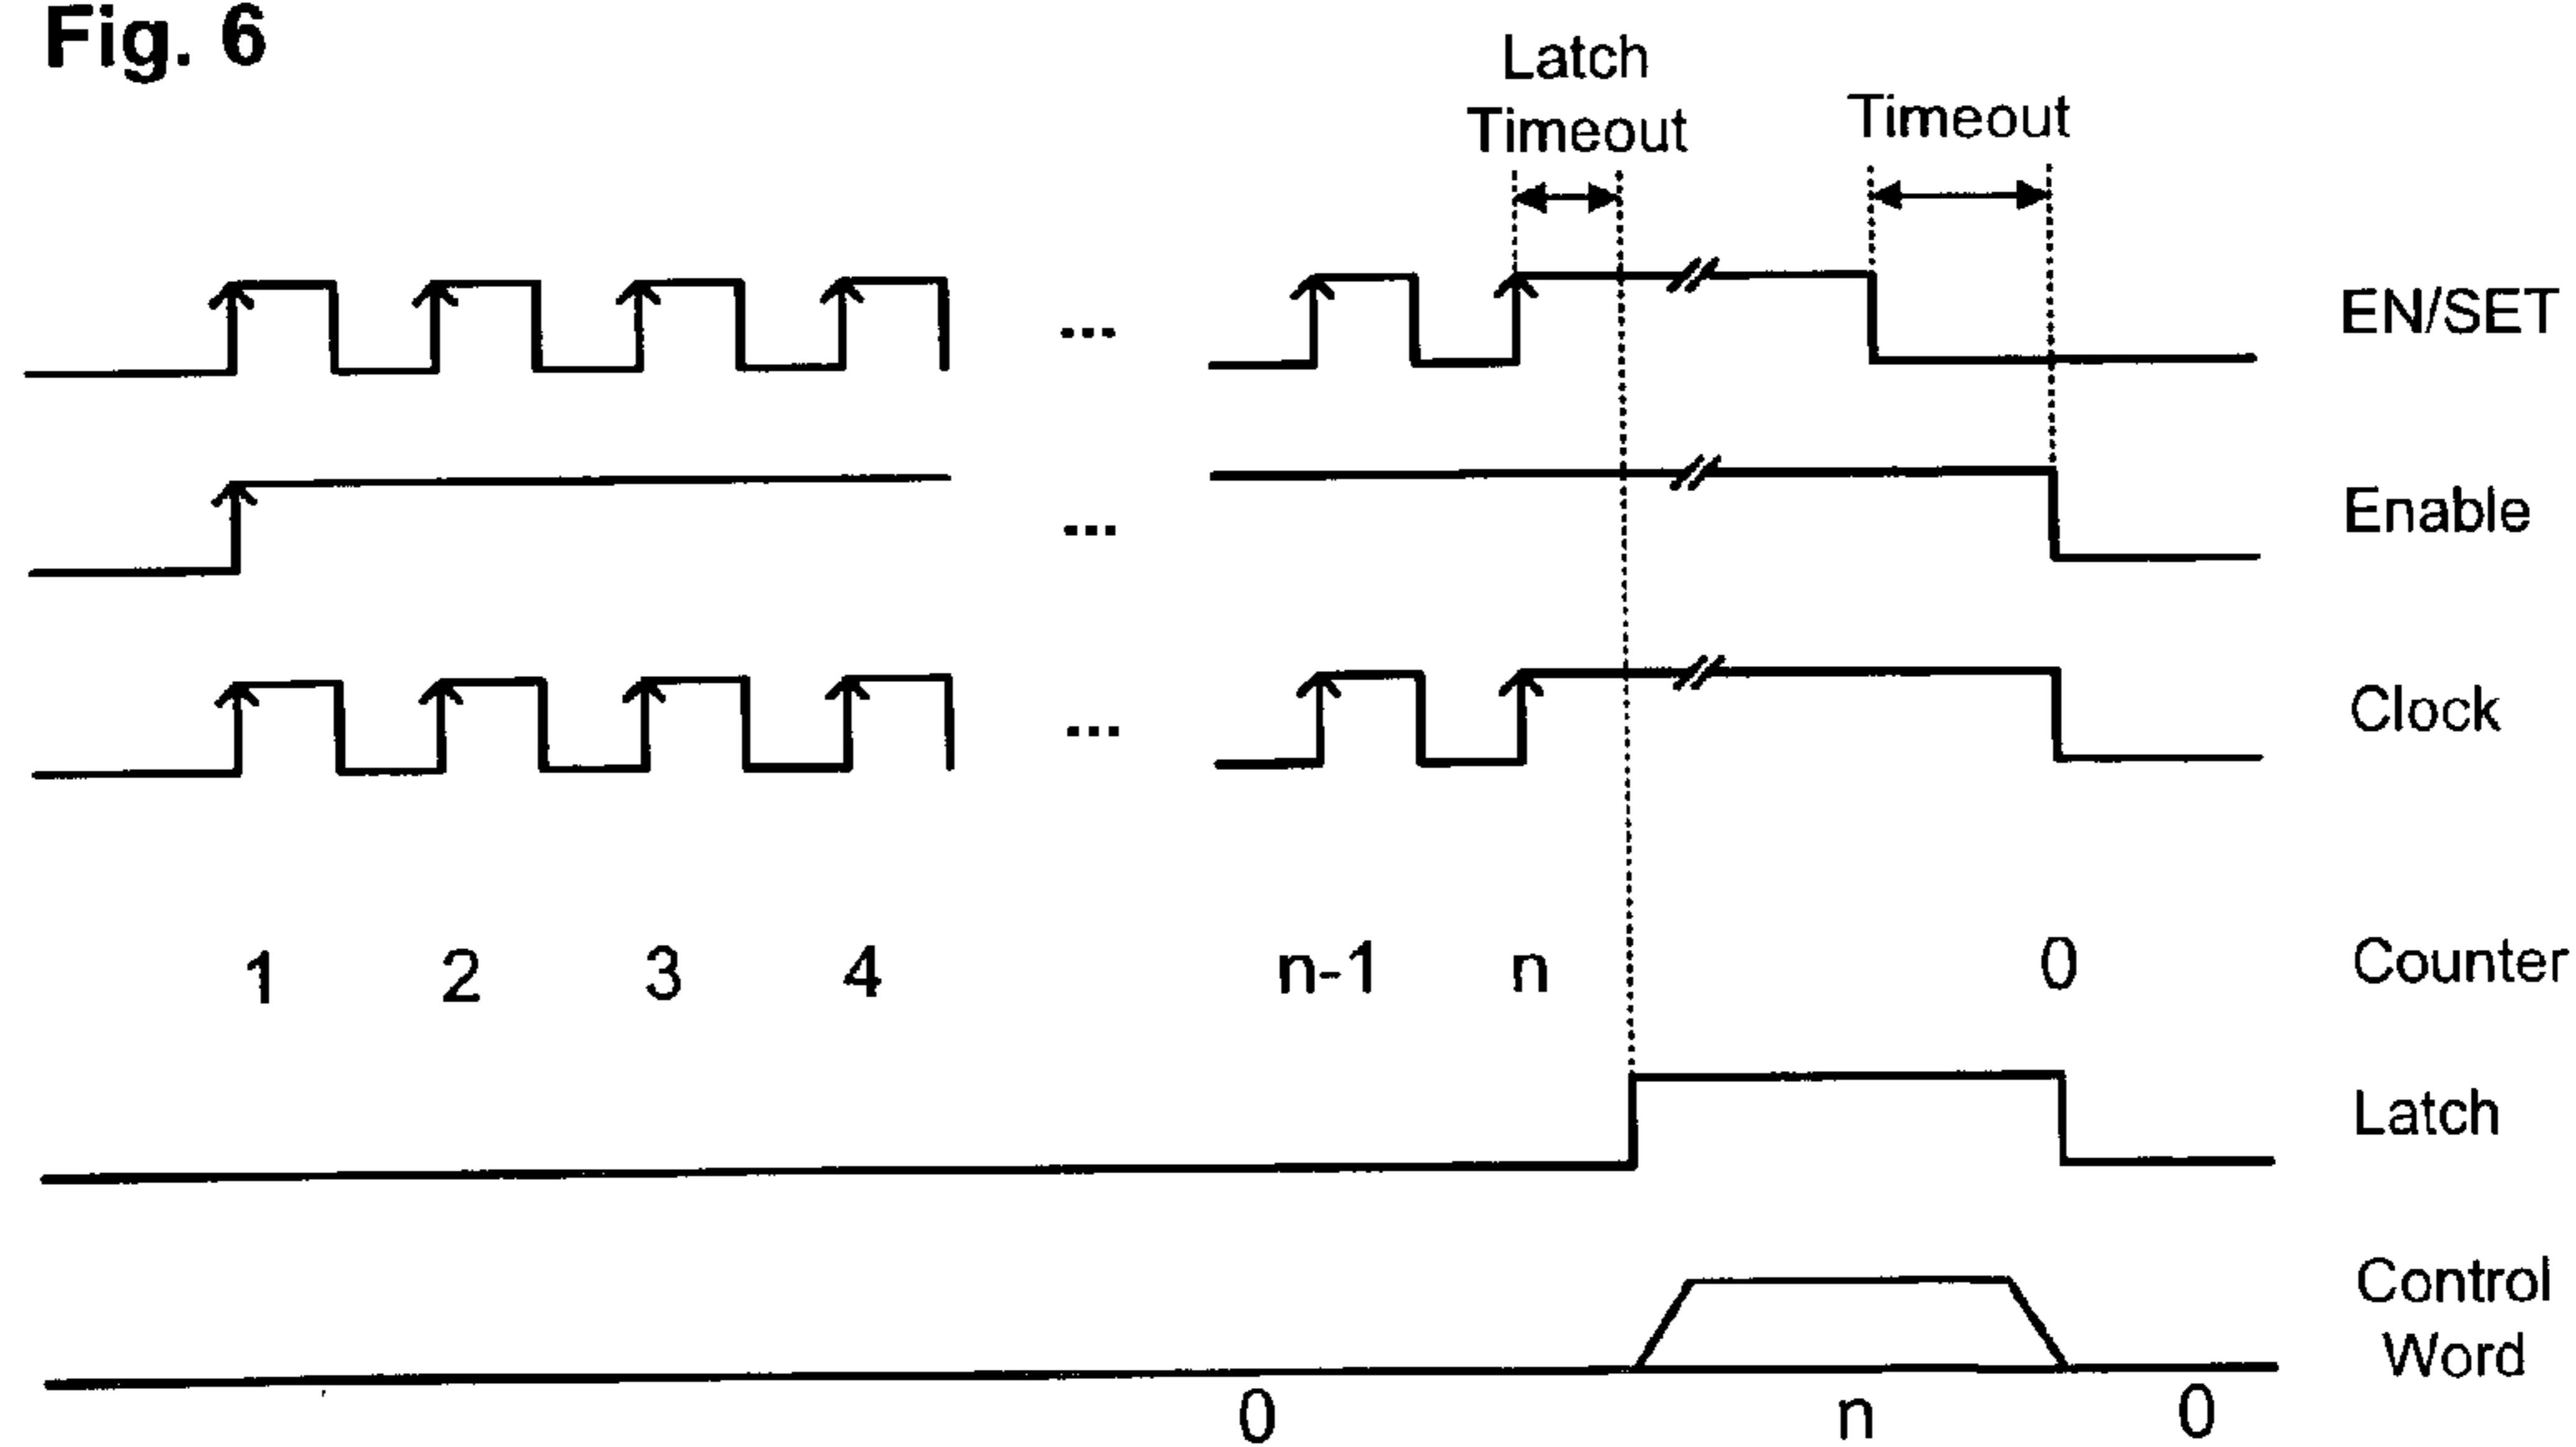 Fig. 6
Latch
Timeout
Timeout
EN/SET
...
Enable
...
Clock
...
1 2 3 4 n-1 n 0 Counter
Latch
Control
Word
0 n 0